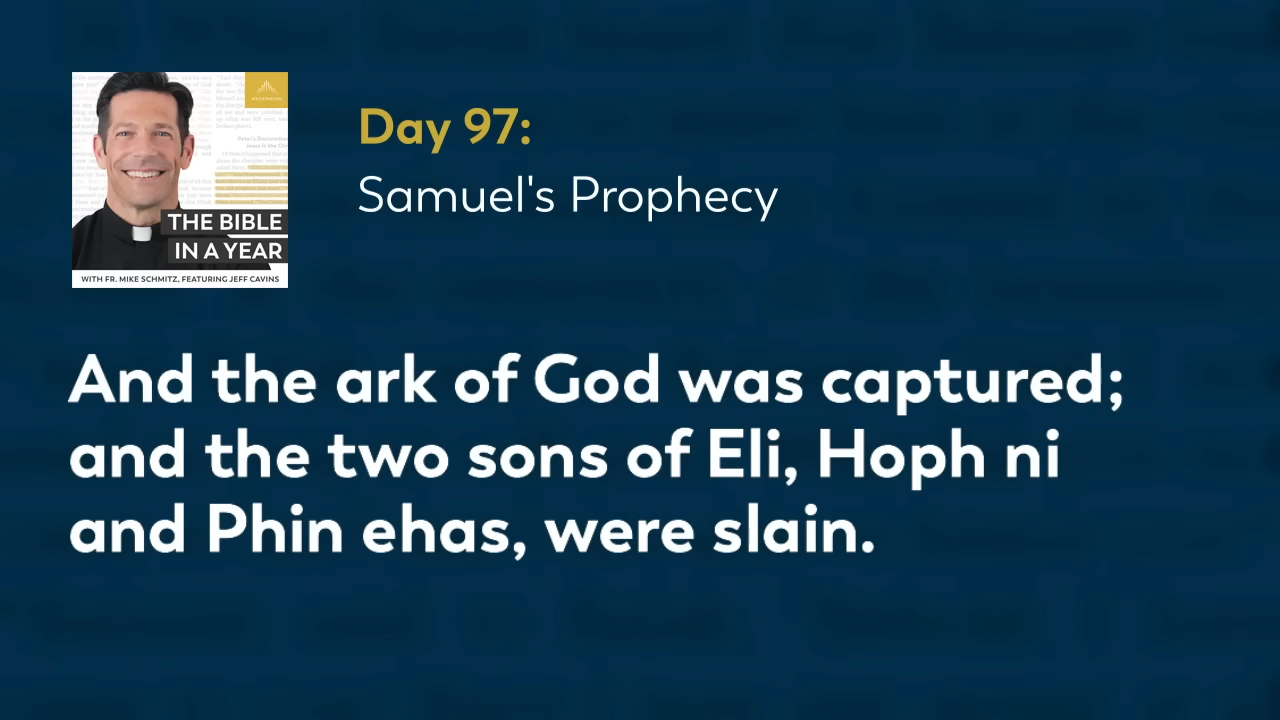 Day 97:
Samuel's Prophecy
THE BIBLE
IN A YEAR
WITH FR. MIKE SCHMITZ, FEATURING JEFF CAVINS
And the ark of God was captured;
and the two sons of Eli, Hoph ni
and Phin ehas, were slain.